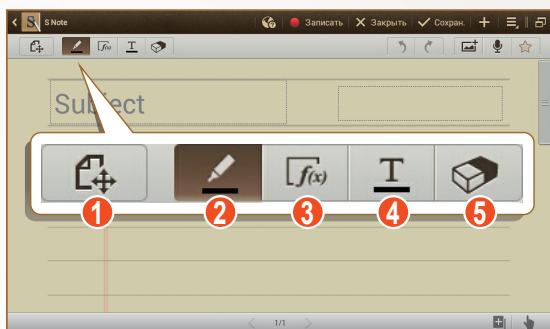 S S Note Записать Закрыть Сохран.
f(x) T
Subject
f(x) T
1 2 3 4 5
1/1